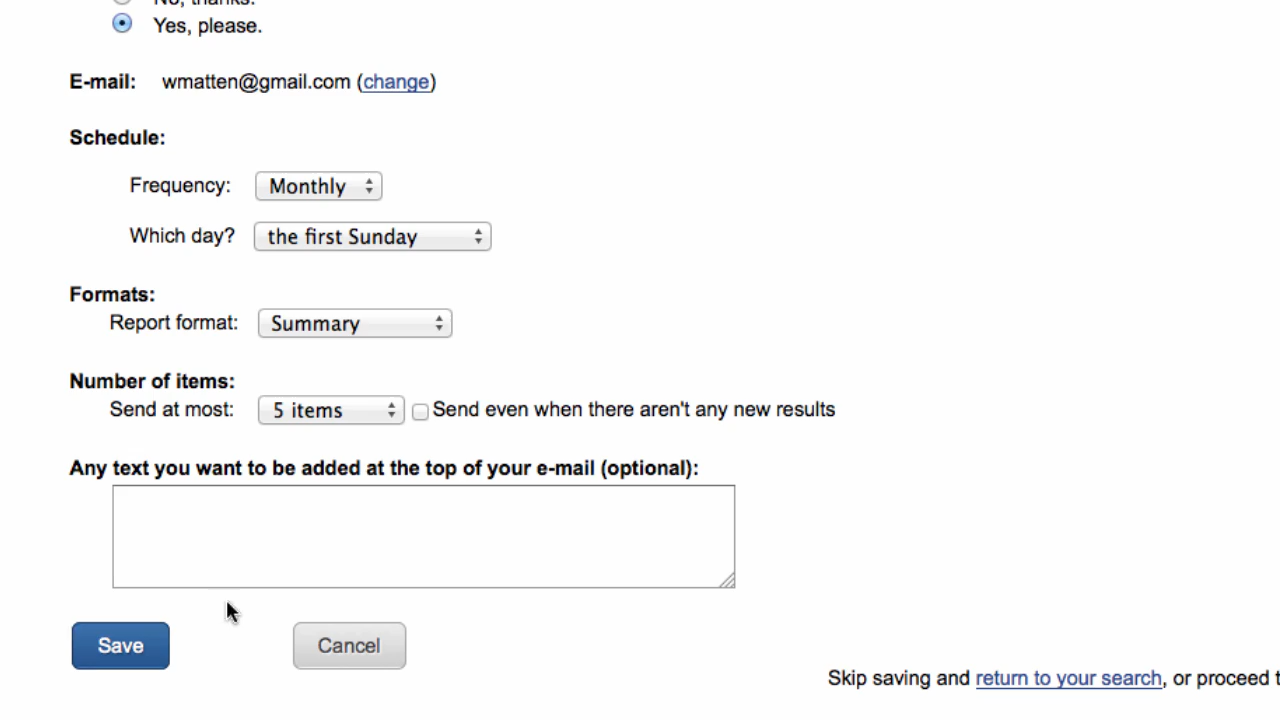 No, thanks.
Yes, please.
E-mail: wmatten@gmail.com (change)
Schedule:
Frequency: Monthly
Which day? the first Sunday
Formats:
Report format: Summary
Number of items:
Send at most: 5 items Send even when there aren't any new results
Any text you want to be added at the top of your e-mail (optional):
Save Cancel
Skip saving and return to your search, or proceed t